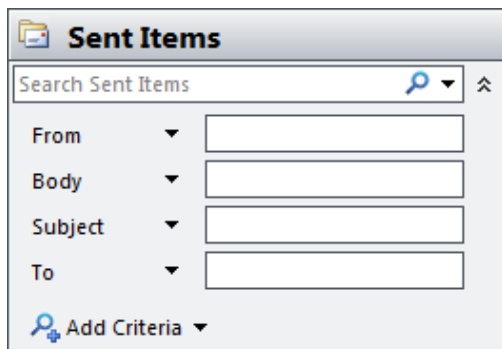 Sent Items
Search Sent Items
From
Body
Subject
To
Add Criteria